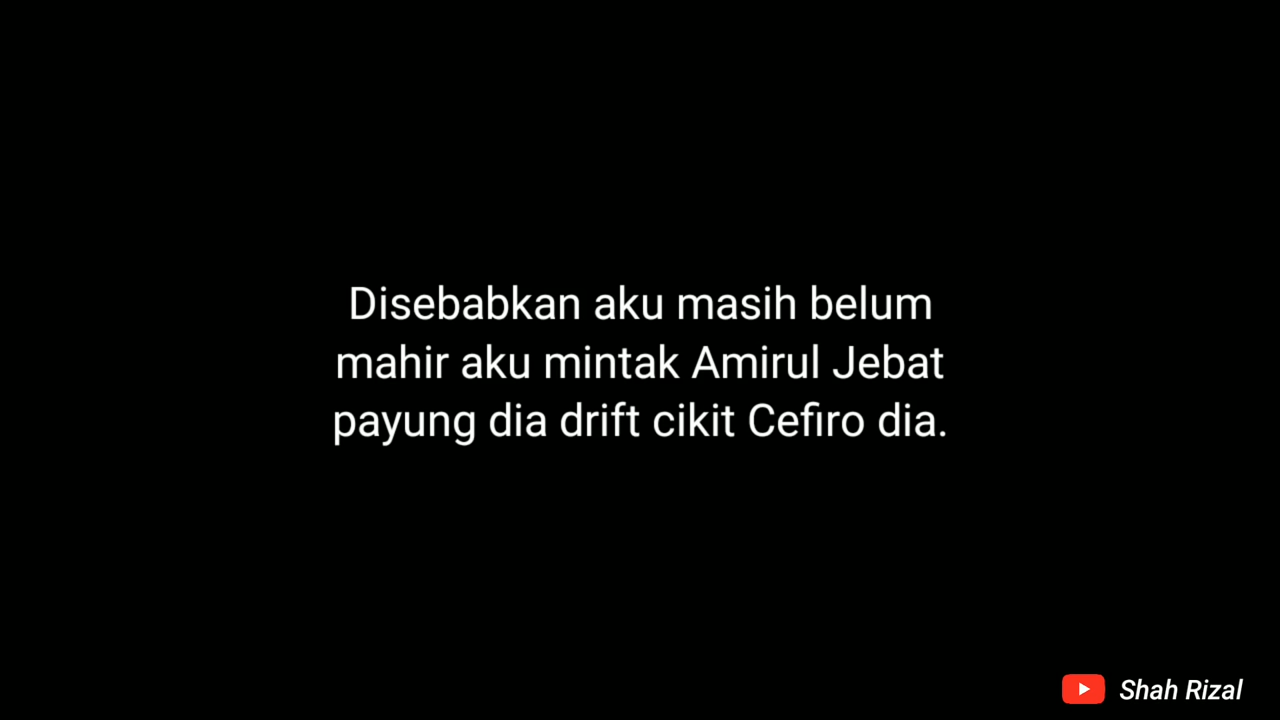 Disebabkan aku masih belum
mahir aku mintak Amirul Jebat
payung dia drift cikit Cefiro dia.
Shah Rizal